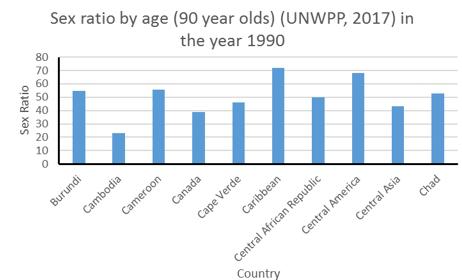 Sex ratio by age (90 year olds) (UNWPP, 2017) in
the year 1990
80
70
60
50
40
30
20
10
0
Sex Ratio
Burundi
Cambodia
Cameroon
Canada
Cape Verde
Caribbean
Central African Republic
Central America
Central Asia
Chad
Country